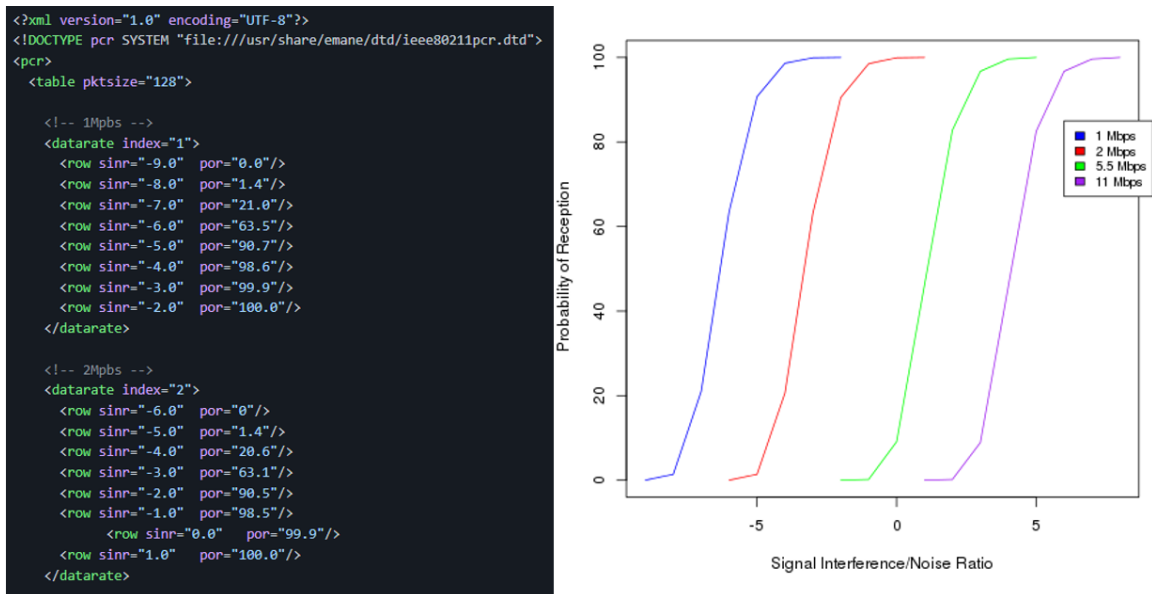 <?xml version="1.0" encoding="UTF-8"?>
<!DOCTYPE pcr SYSTEM "file:///usr/share/emane/dtd/ieee80211pcr.dtd">
<pcr>
<table pktsize="128">
<!-- 1Mpbs -->
<datarate index="1">
<row sinr="-9.0" por="0.0"/>
<row sinr="-8.0" por="1.4"/>
<row sinr="-7.0" por="21.0"/>
<row sinr="-6.0" por="63.5"/>
<row sinr="-5.0" por="90.7"/>
<row sinr="-4.0" por="98.6"/>
<row sinr="-3.0" por="99.9"/>
<row sinr="-2.0" por="100.0"/>
</datarate>
<!-- 2Mpbs -->
<datarate index="2">
<row sinr="-6.0" por="0"/>
<row sinr="-5.0" por="1.4"/>
<row sinr="-4.0" por="20.6"/>
<row sinr="-3.0" por="63.1"/>
<row sinr="-2.0" por="90.5"/>
<row sinr="-1.0" por="98.5"/>
<row sinr="0.0" por="99.9"/>
<row sinr="1.0" por="100.0"/>
</datarate>
Probability of Reception
100
80
60
40
20
0
1 Mbps
2 Mbps
5.5 Mbps
11 Mbps
-5
0
5
Signal Interference/Noise Ratio